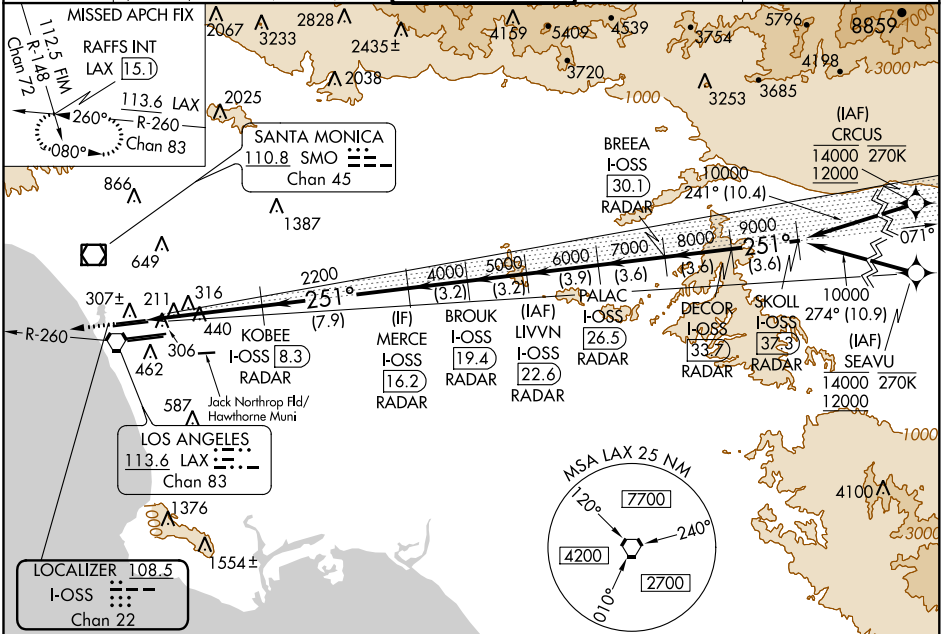 MISSED APCH FIX
112.5 FIM
R-148
Chan 72
RAFFS INT
LAX 15.1
113.6 LAX
R-260
Chan 83
260°
080°
2067
3233
2828
2435±
2038
2025
4159
5409
4539
3720
3754
5796
8859
4198
3000
3253
3685
1000
SANTA MONICA
110.8 SMO
Chan 45
866
1387
649
BREEA
I-OSS
30.1
RADAR
(IAF)
CRCUS
14000 270K
12000
10000
241° (10.4)
071°
2200
251°
(7.9)
4000
(3.2)
5000
(3.2)
6000
(3.9)
7000
(3.6)
8000
(3.6)
9000
251°
(3.6)
10000
274° (10.9)
(IAF)
SEAVU
14000 270K
12000
307±
211
316
440
306
462
R-260
KOBEE
I-OSS 8.3
RADAR
(IF)
MERCE
I-OSS
16.2
RADAR
BROUK
I-OSS
19.4
RADAR
(IAF)
LIVVN
I-OSS
22.6
RADAR
PALAC
I-OSS
26.5
RADAR
DECOR
I-OSS
33.7
RADAR
SKOLL
I-OSS
37.3
RADAR
Jack Northrop Fld/
Hawthorne Muni
587
LOS ANGELES
113.6 LAX
Chan 83
1376
1554±
LOCALIZER 108.5
I-OSS
Chan 22
MSA LAX 25 NM
120°
7700
240°
4200
2700
010°
1000
4100
3000